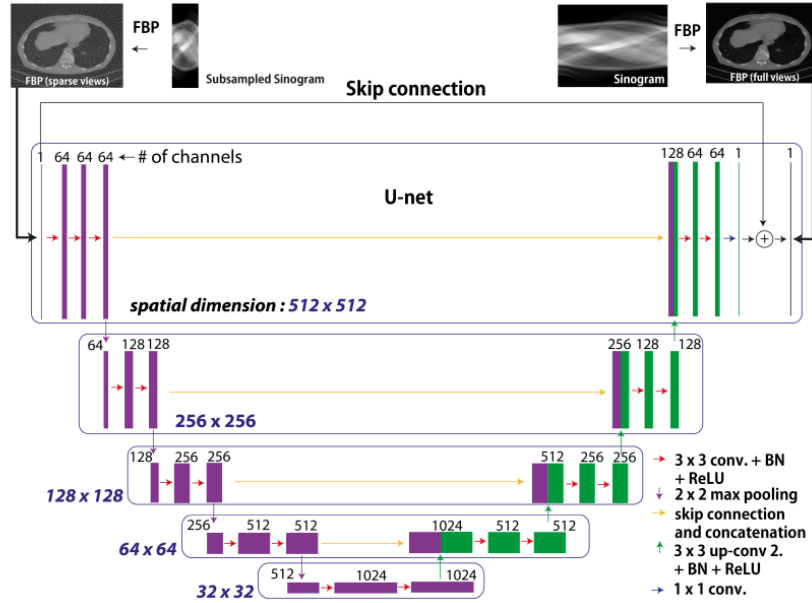 FBP
FBP (sparse views)
Subsampled Sinogram
Sinogram
FBP
FBP (full views)
Skip connection
1 64 64 64 ← # of channels
128 64 64 1 1
U-net
+
spatial dimension : 512 x 512
64 128 128
256 128 128
256 x 256
128 256 256
512 256 256
128 x 128
256 512 512
1024 512 512
64 x 64
512 1024 1024
32 x 32
3 x 3 conv. + BN
+ ReLU
2 x 2 max pooling
skip connection
and concatenation
3 x 3 up-conv 2.
+ BN + ReLU
1 x 1 conv.